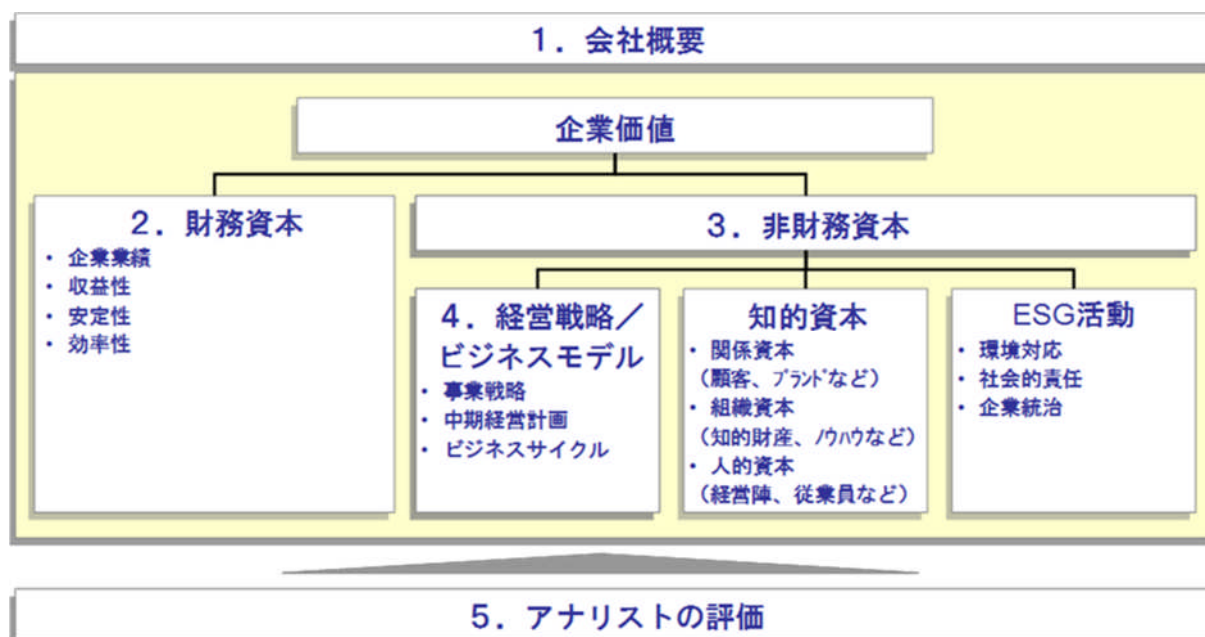 1. 会社概要
企業価値
2. 財務資本
・ 企業業績
・ 収益性
・ 安定性
・ 効率性
3. 非財務資本
4. 経営戦略／
ビジネスモデル
・ 事業戦略
・ 中期経営計画
・ ビジネスサイクル
知的資本
・ 関係資本
（顧客、ﾌﾞﾗﾝﾄﾞなど）
・ 組織資本
（知的財産、ﾉｳﾊｳなど）
・ 人的資本
（経営陣、従業員など）
ESG活動
・ 環境対応
・ 社会的責任
・ 企業統治
5. アナリストの評価